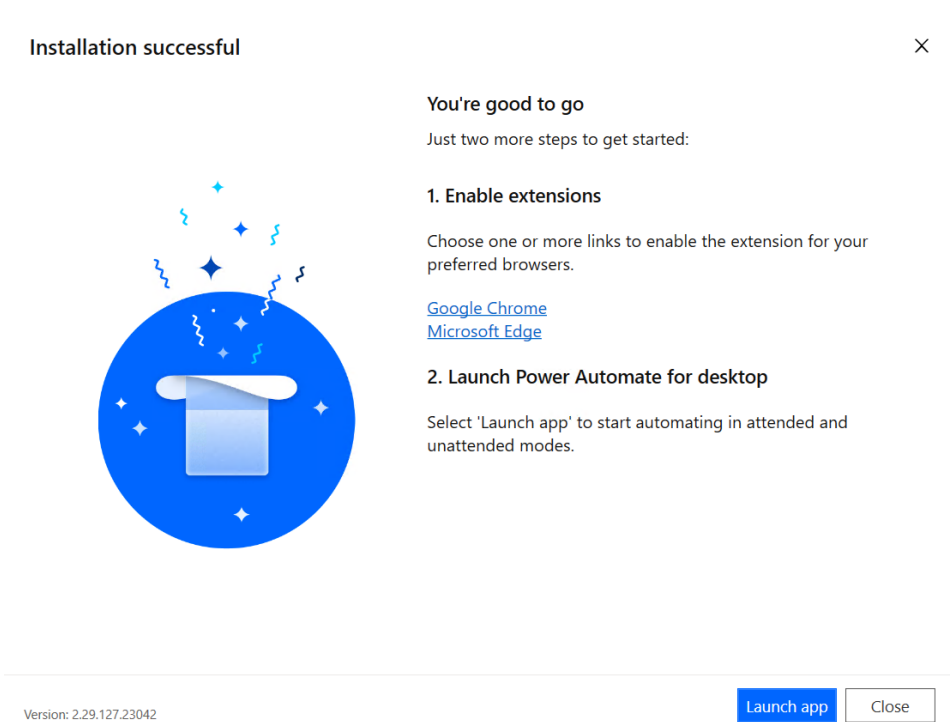 Installation successful
You're good to go
Just two more steps to get started:
1. Enable extensions
Choose one or more links to enable the extension for your
preferred browsers.
Google Chrome
Microsoft Edge
2. Launch Power Automate for desktop
Select 'Launch app' to start automating in attended and
unattended modes.
Version: 2.29.127.23042
Launch app
Close